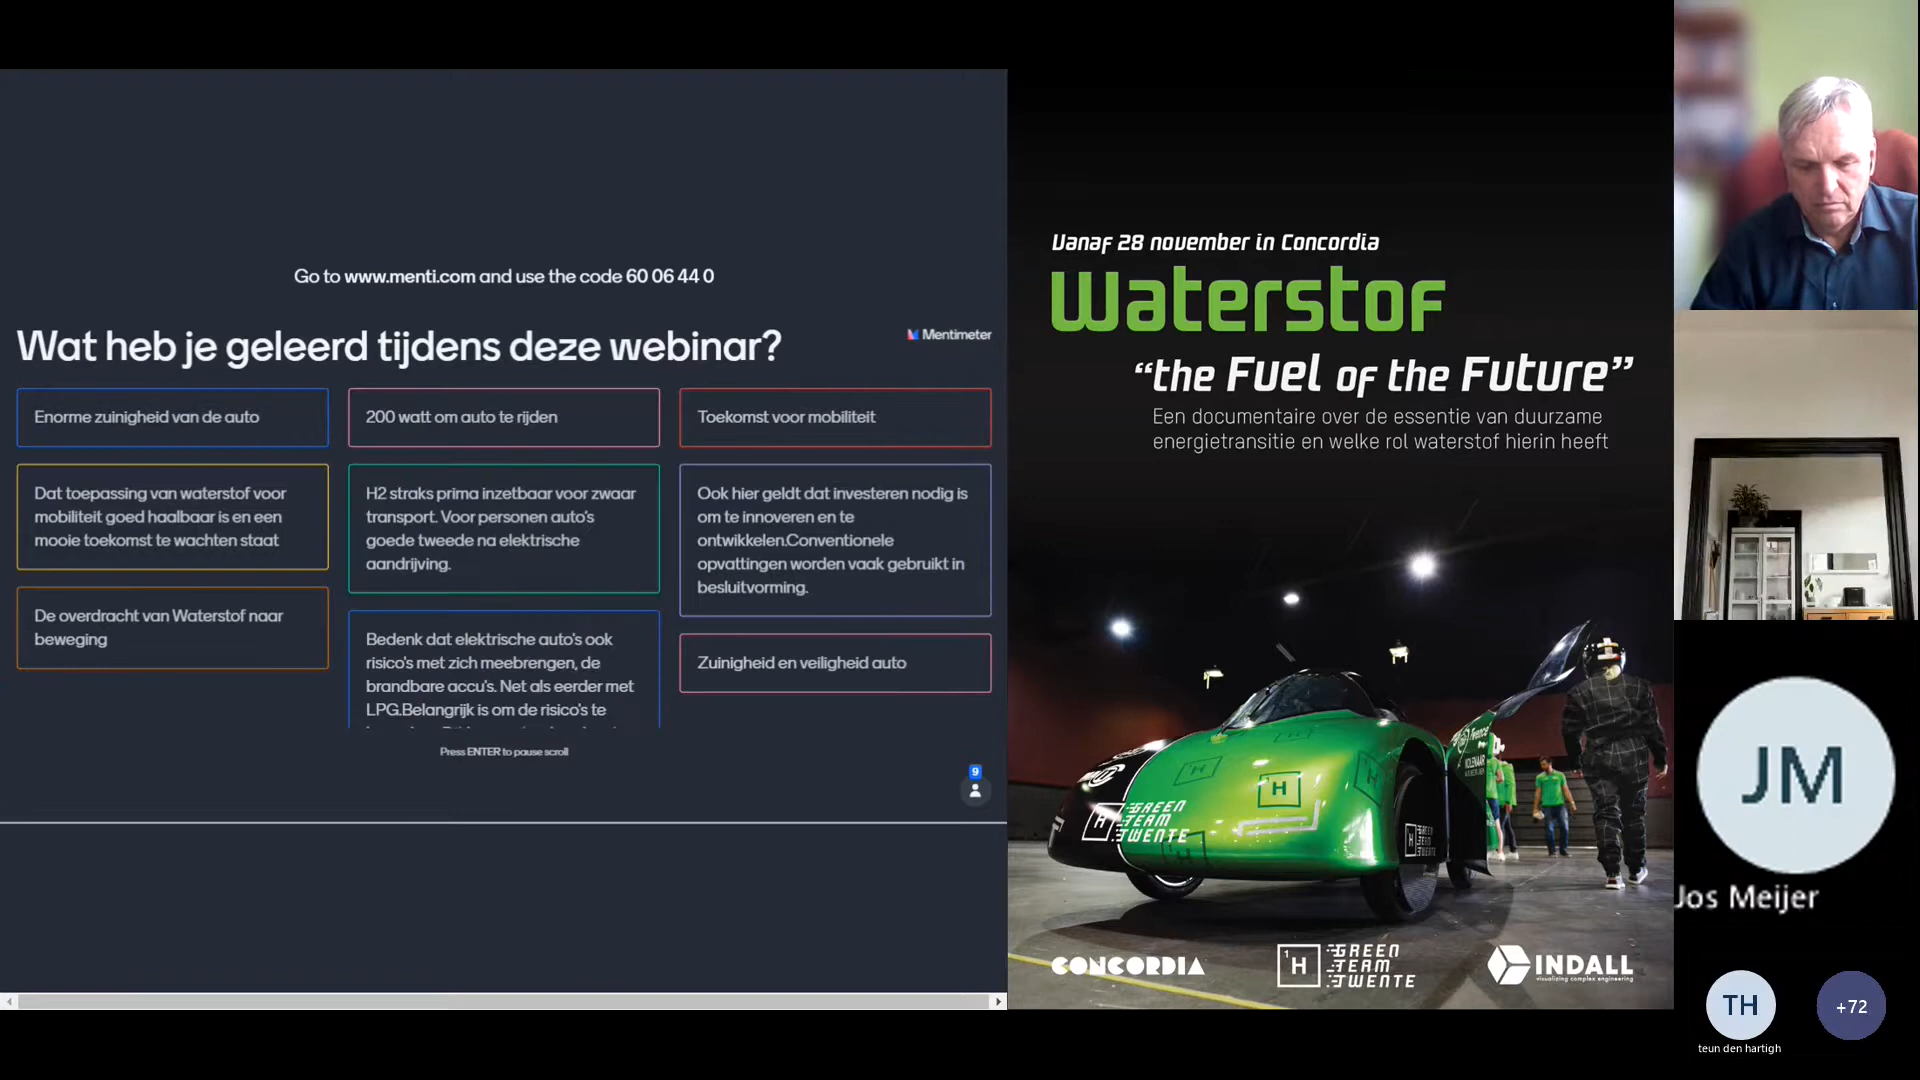 Go to www.menti.com and use the code 60 06 44 0
Wat heb je geleerd tijdens deze webinar?
Mentimeter
Enorme zuinigheid van de auto
Dat toepassing van waterstof voor
mobiliteit goed haalbaar is en een
mooie toekomst te wachten staat
De overdracht van Waterstof naar
beweging
200 watt om auto te rijden
H2 straks prima inzetbaar voor zwaar
transport. Voor personen auto's
goede tweede na elektrische
aandrijving.
Bedenk dat elektrische auto's ook
risico's met zich meebrengen, de
brandbare accu's. Net als eerder met
LPG.Belangrijk is om de risico's te
Toekomst voor mobiliteit
Ook hier geldt dat investeren nodig is
om te innoveren en te
ontwikkelen.Conventionele
opvattingen worden vaak gebruikt in
besluitvorming.
Zuinigheid en veiligheid auto
Press ENTER to pause scroll
9
Vanaf 28 november in Concordia
Waterstof
“the Fuel of the Future”
Een documentaire over de essentie van duurzame
energietransitie en welke rol waterstof hierin heeft
H
H
GREEN
TEAM
TWENTE
CONCORDIA
1
H
GREEN
TEAM
TWENTE
INDALL
visualizing complex engineering
JM
Jos Meijer
TH
teun den hartigh
+72